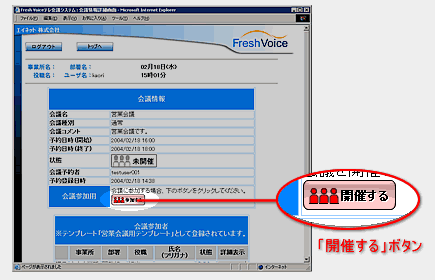 FreshVoiceテレビ会議システム:会議情報詳細画面 - Microsoft Internet Explorer
ファイル(F) 編集(E) 表示(V) お気に入り(A) ツール(T) ヘルプ(H)
エイネット 株式会社
ログアウト トップへ
FreshVoice
事業所名: 部署名: 02月18日(水)
役職名: ユーザ名:kaori 15時01分
会議情報
会議名 営業会議
会議種別 通常
会議コメント 営業会議です。
予約日時(開始) 2004/02/18 16:00
予約日時(終了) 2004/02/18 18:00
状態 未開催
会議予約者 testuser001
予約登録日時 2004/02/18 14:38
会議参加用 会議に参加する場合、下のボタンをクリックしてください。
開催する
「開催する」ボタン
会議参加者
※テンプレート「営業会議用テンプレート」として登録されています。
事業所 部署 役職 氏名(フリガナ) 状態 詳細表示
ページが表示されました インターネット